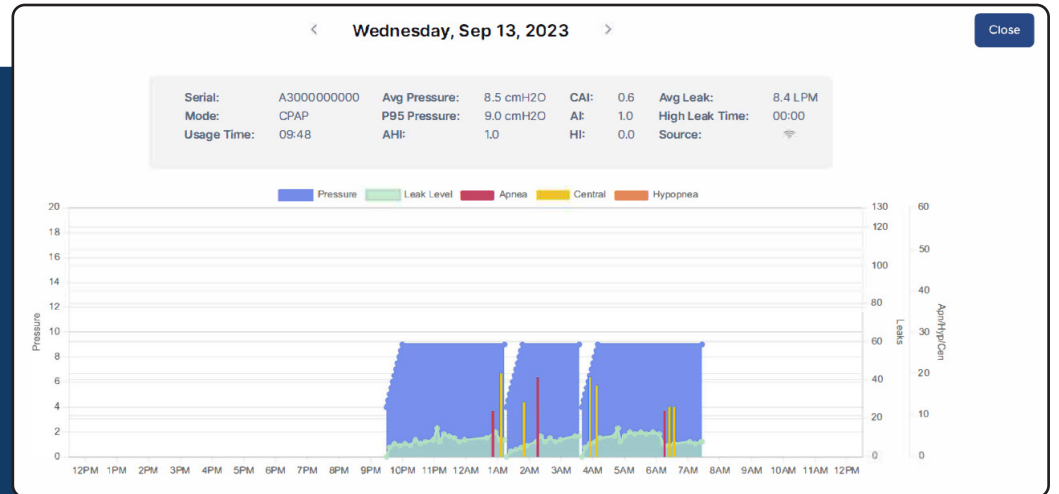 Wednesday, Sep 13, 2023
Close
Serial: A3000000000 Avg Pressure: 8.5 cmH2O CAI: 0.6 Avg Leak: 8.4 LPM
Mode: CPAP P95 Pressure: 9.0 cmH2O AI: 1.0 High Leak Time: 00:00
Usage Time: 09:48 AHI: 1.0 HI: 0.0 Source:
Pressure Leak Level Apnea Central Hypopnea
20 130 60
18 120
16 50
14 100
12 80 40
10 30
8 60
6 40 20
4
2 20 10
0 0 0
Pressure
Leaks
Apn/Hyp/Cen
12PM 1PM 2PM 3PM 4PM 5PM 6PM 7PM 8PM 9PM 10PM 11PM 12AM 1AM 2AM 3AM 4AM 5AM 6AM 7AM 8AM 9AM 10AM 11AM 12PM